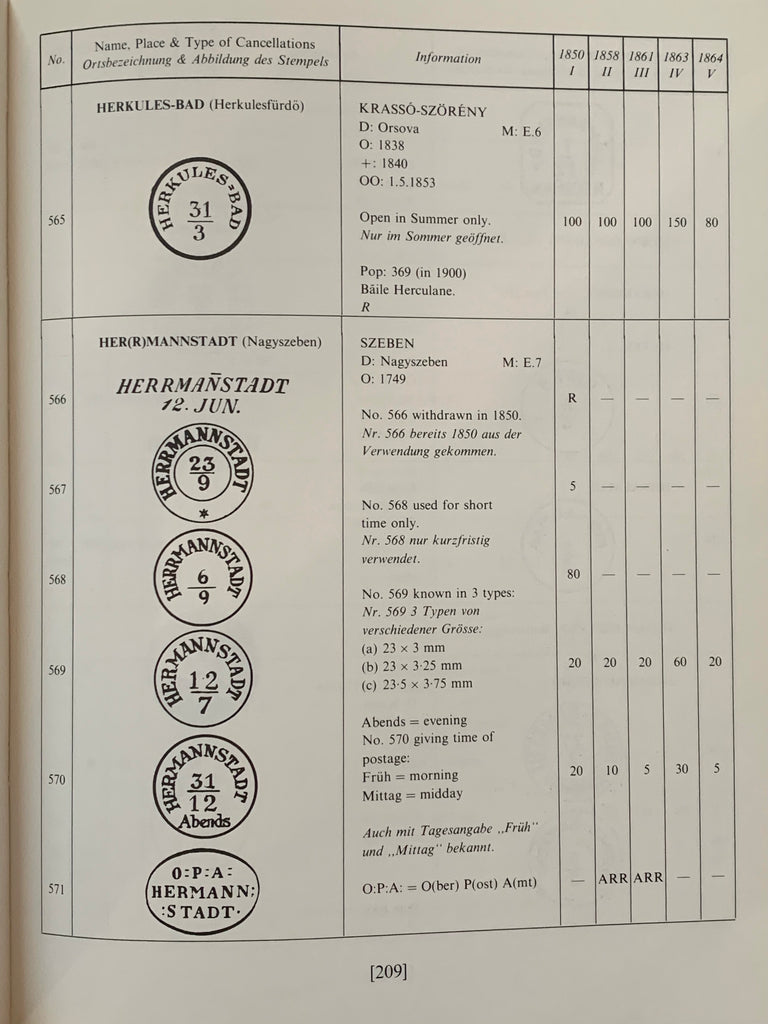 No.
Name, Place & Type of Cancellations
Ortsbezeichnung & Abbildung des Stempels
Information
1850 1858 1861 1863 1864
I II III IV V
HERKULES-BAD (Herkulesfürdö)
565
HERKULES=BAD
31
3
KRASSÓ-SZÖRÉNY
D: Orsova M: E.6
O: 1838
+: 1840
OO: 1.5.1853
Open in Summer only.
Nur im Sommer geöffnet.
Pop: 369 (in 1900)
Băile Herculane.
R
100 100 100 150 80
HER(R)MANNSTADT (Nagyszeben)
566
HERRMAN̄STADT
12. JUN.
567
HERRMANNSTADT
23
9
*
568
HERRMANNSTADT
6
9
569
HERMANNSTADT
12
7
570
HERMANNSTADT
31
12
Abends
571
O:P:A:
HERMANN:
:STADT·
SZEBEN
D: Nagyszeben M: E.7
O: 1749
No. 566 withdrawn in 1850.
Nr. 566 bereits 1850 aus der
Verwendung gekommen.
No. 568 used for short
time only.
Nr. 568 nur kurzfristig
verwendet.
No. 569 known in 3 types:
Nr. 569 3 Typen von
verschiedener Grösse:
(a) 23 × 3 mm
(b) 23 × 3·25 mm
(c) 23·5 × 3·75 mm
Abends = evening
No. 570 giving time of
postage:
Früh = morning
Mittag = midday
Auch mit Tagesangabe „Früh“
und „Mittag“ bekannt.
O:P:A: = O(ber) P(ost) A(mt)
R — — — —
5 — — — —
80 — — — —
20 20 20 60 20
20 10 5 30 5
— ARR ARR — —
[209]